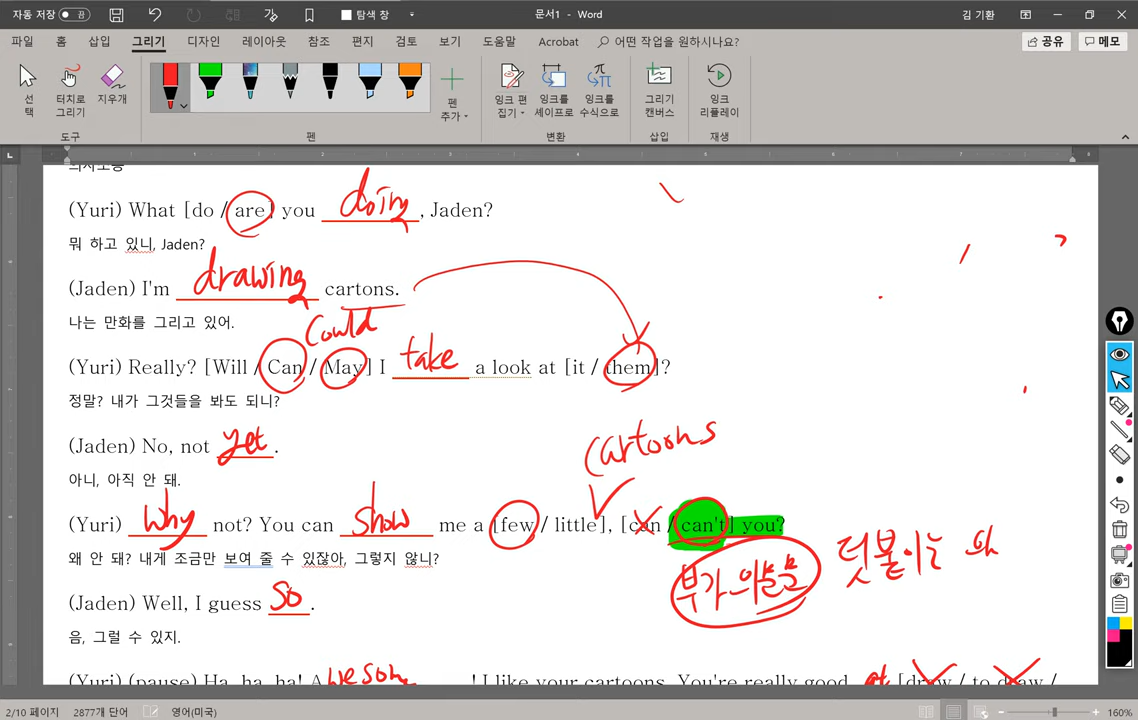 자동 저장 끔 탐색 창 문서1 - Word 김 기환
파일 홈 삽입 그리기 디자인 레이아웃 참조 편지 검토 보기 도움말 Acrobat 어떤 작업을 원하시나요? 공유 메모
선택 터치로 그리기 지우개 펜 추가 잉크 편집기 잉크를 셰이프로 잉크를 수식으로 그리기 캔버스 잉크 리플레이
도구 펜 변환 삽입 재생
의사소통
(Yuri) What [do / are] you doing, Jaden?
뭐 하고 있니, Jaden?
(Jaden) I'm drawing cartons.
나는 만화를 그리고 있어.
Could
(Yuri) Really? [Will / Can / May] I take a look at [it / them]?
정말? 내가 그것들을 봐도 되니?
(Jaden) No, not yet.
cartoons
아니, 아직 안 돼.
(Yuri) Why not? You can show me a [few / little], [can / can't] you?
왜 안 돼? 내게 조금만 보여 줄 수 있잖아, 그렇지 않니?
부가 의문문 덧붙이는
(Jaden) Well, I guess so.
음, 그럴 수 있지.
(Yuri) (pause) Ha, ha, ha! Awesom ! I like your cartoons. You're really good at [draw / to draw /
2/10 페이지 2877개 단어 영어(미국) 160%